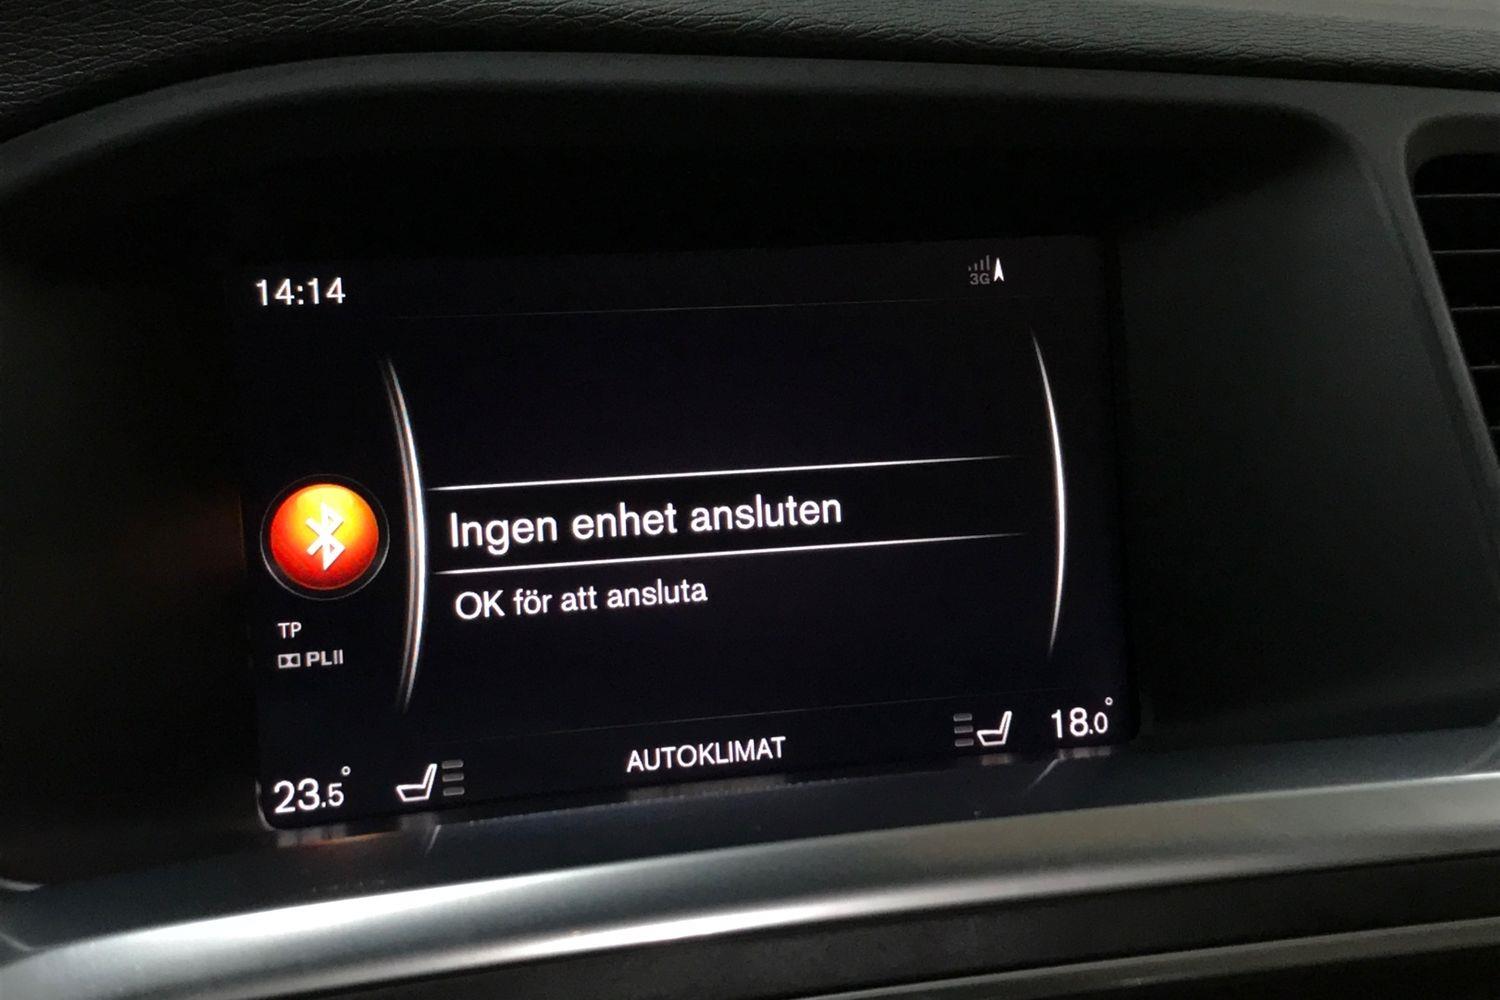 14:14
3G
Ingen enhet ansluten
OK för att ansluta
TP
PLII
AUTOKLIMAT
23.5°
18.0°